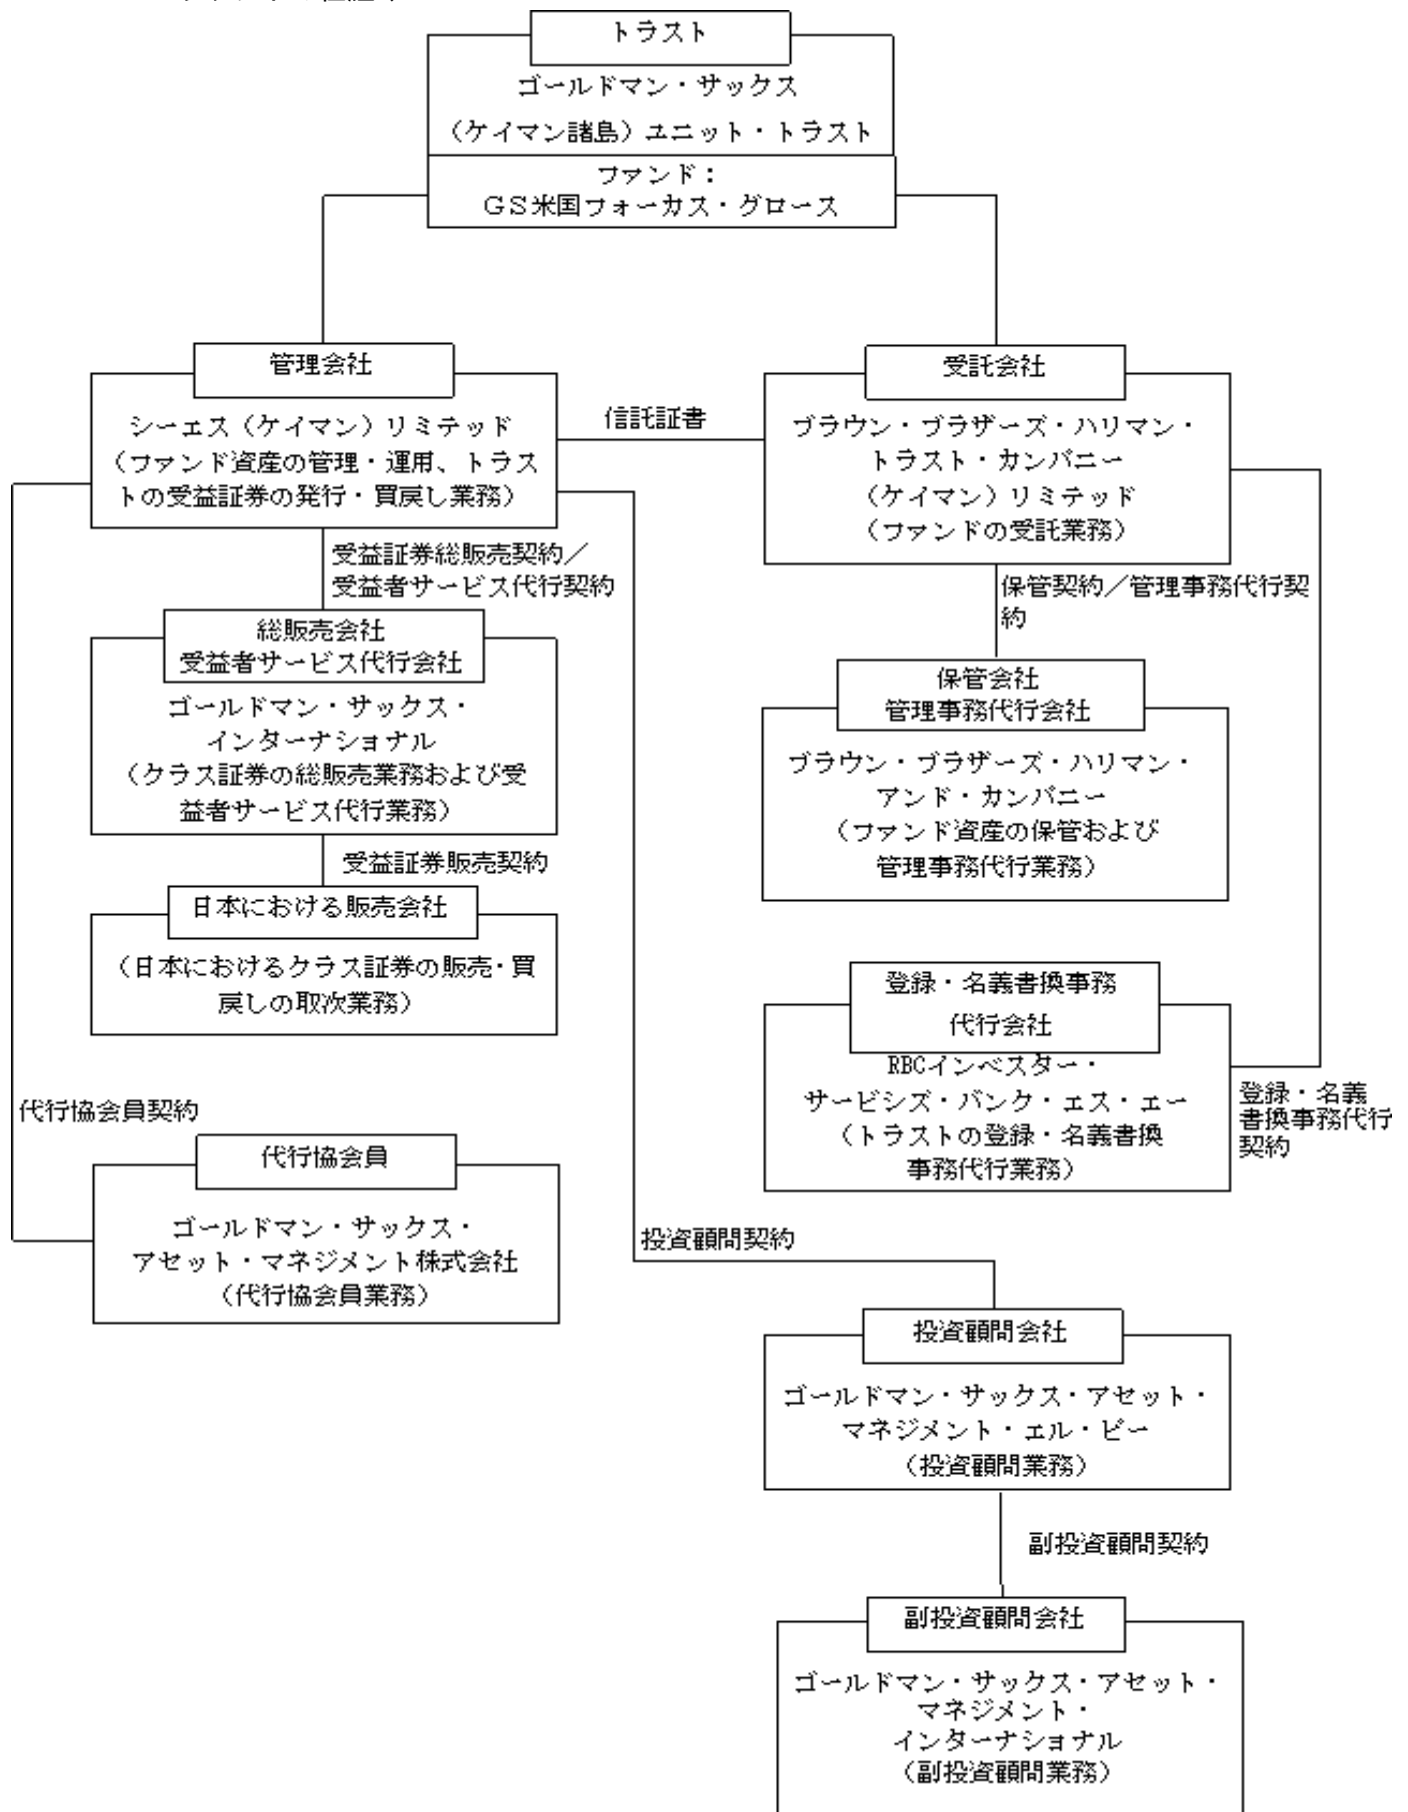 トラスト
ゴールドマン・サックス
（ケイマン諸島）ユニット・トラスト
ファンド：
ＧＳ米国フォーカス・グロース
管理会社
シーエス（ケイマン）リミテッド
（ファンド資産の管理・運用、トラス
トの受益証券の発行・買戻し業務）
信託証書
受託会社
ブラウン・ブラザーズ・ハリマン・
トラスト・カンパニー
（ケイマン）リミテッド
（ファンドの受託業務）
受益証券総販売契約／
受益者サービス代行契約
保管契約／管理事務代行契
約
総販売会社
受益者サービス代行会社
ゴールドマン・サックス・
インターナショナル
（クラス証券の総販売業務および受
益者サービス代行業務）
保管会社
管理事務代行会社
ブラウン・ブラザーズ・ハリマン・
アンド・カンパニー
（ファンド資産の保管および
管理事務代行業務）
受益証券販売契約
日本における販売会社
（日本におけるクラス証券の販売・買
戻しの取次業務）
登録・名義書換事務
代行会社
RBCインベスター・
サービシズ・バンク・エス・エー
（トラストの登録・名義書換
事務代行業務）
登録・名義
書換事務代行
契約
代行協会員契約
代行協会員
ゴールドマン・サックス・
アセット・マネジメント株式会社
（代行協会員業務）
投資顧問契約
投資顧問会社
ゴールドマン・サックス・アセット・
マネジメント・エル・ピー
（投資顧問業務）
副投資顧問契約
副投資顧問会社
ゴールドマン・サックス・アセット・
マネジメント・
インターナショナル
（副投資顧問業務）